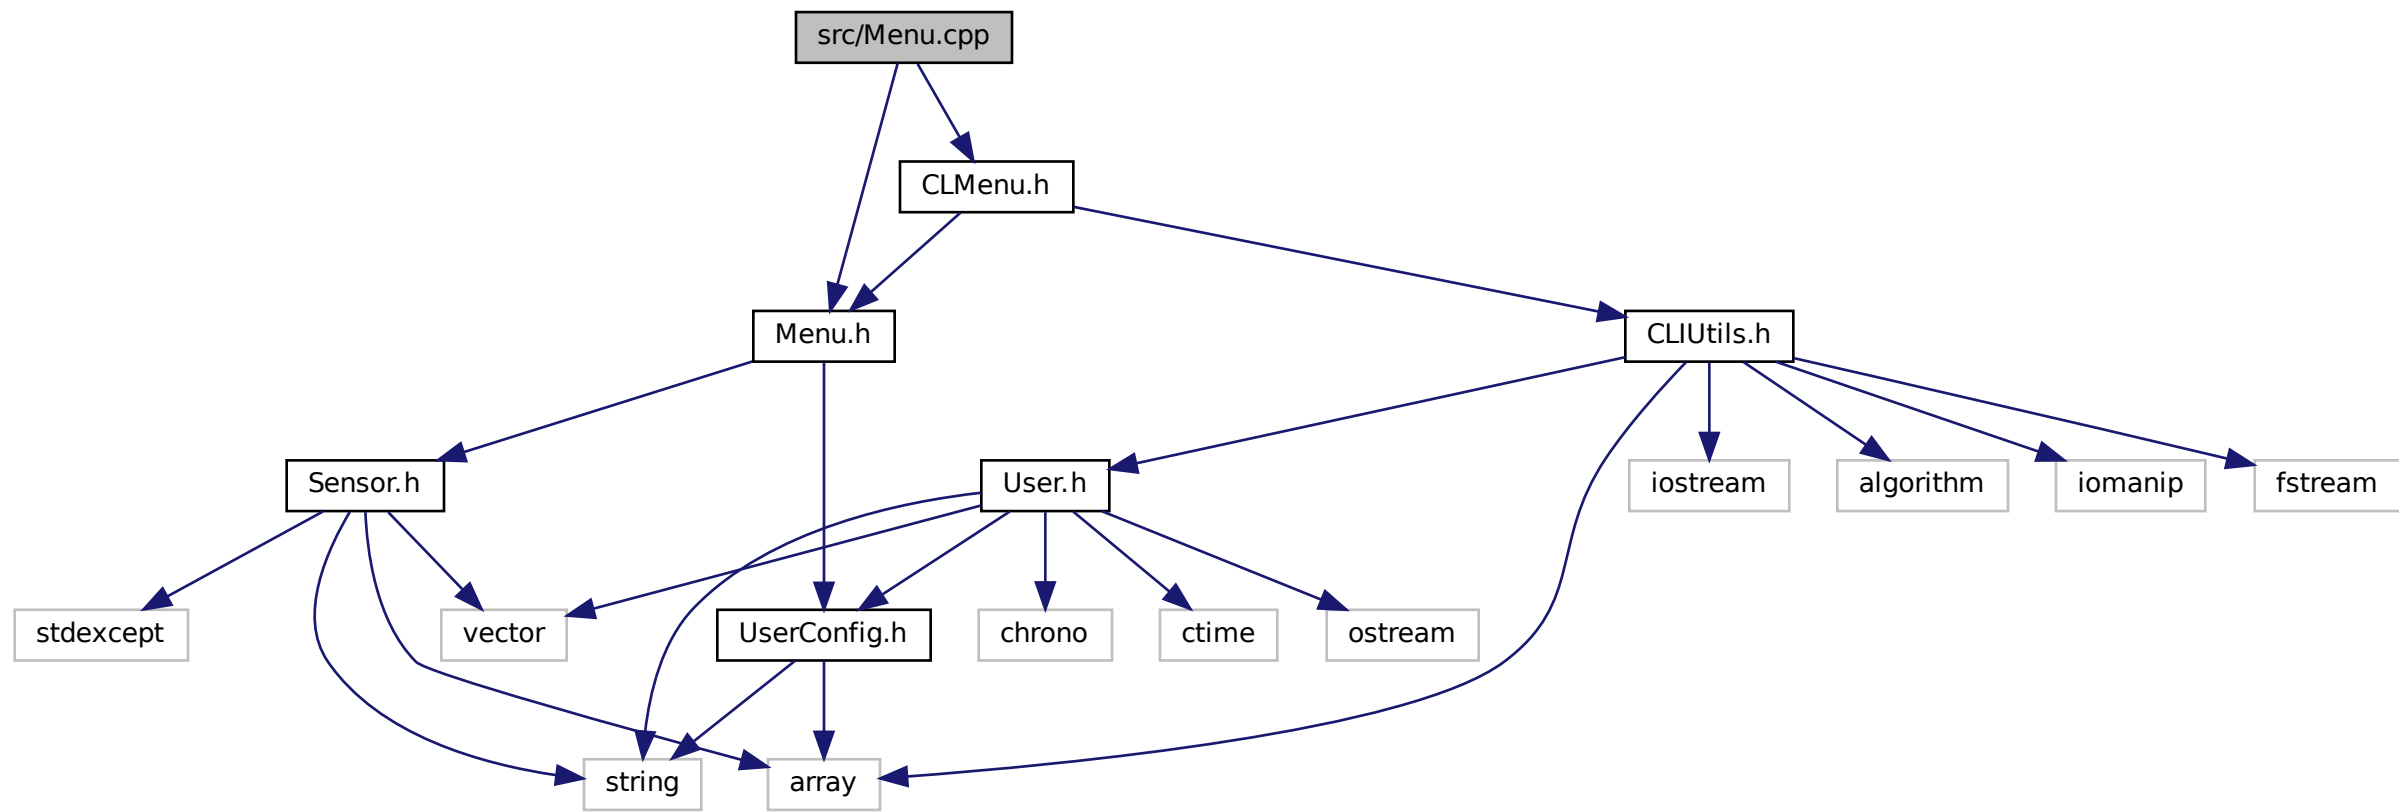 src/Menu.cpp
CLMenu.h
Menu.h
CLIUtils.h
Sensor.h
User.h
iostream
algorithm
iomanip
fstream
stdexcept
vector
UserConfig.h
chrono
ctime
ostream
string
array